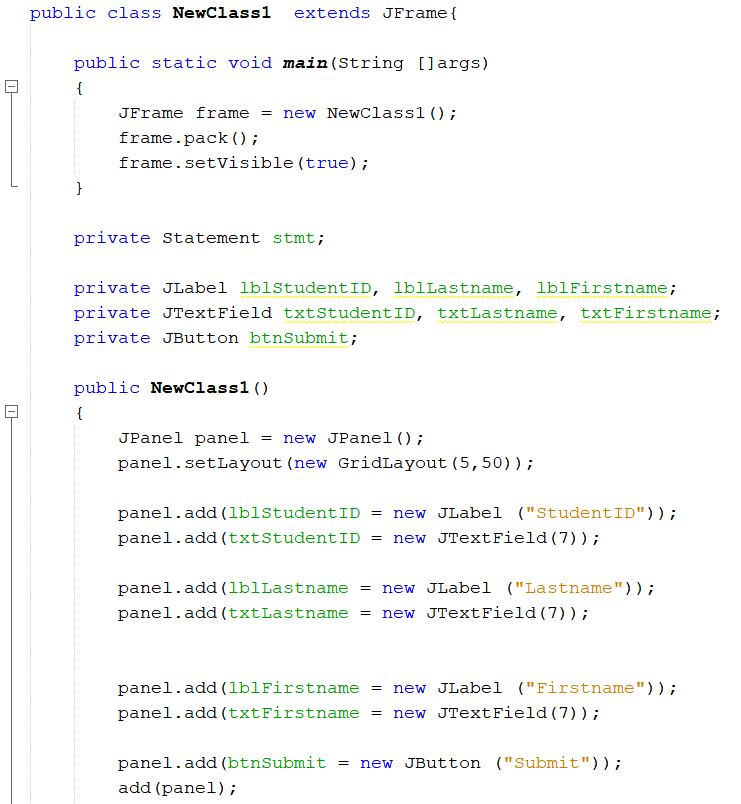 public class NewClass1  extends JFrame{
public static void main(String []args)
{
JFrame frame = new NewClass1();
frame.pack();
frame.setVisible(true);
}
private Statement stmt;
private JLabel lblStudentID, lblLastname, lblFirstname;
private JTextField txtStudentID, txtLastname, txtFirstname;
private JButton btnSubmit;
public NewClass1()
{
JPanel panel = new JPanel();
panel.setLayout(new GridLayout(5,50));
panel.add(lblStudentID = new JLabel ("StudentID"));
panel.add(txtStudentID = new JTextField(7));
panel.add(lblLastname = new JLabel ("Lastname"));
panel.add(txtLastname = new JTextField(7));
panel.add(lblFirstname = new JLabel ("Firstname"));
panel.add(txtFirstname = new JTextField(7));
panel.add(btnSubmit = new JButton ("Submit"));
add(panel);